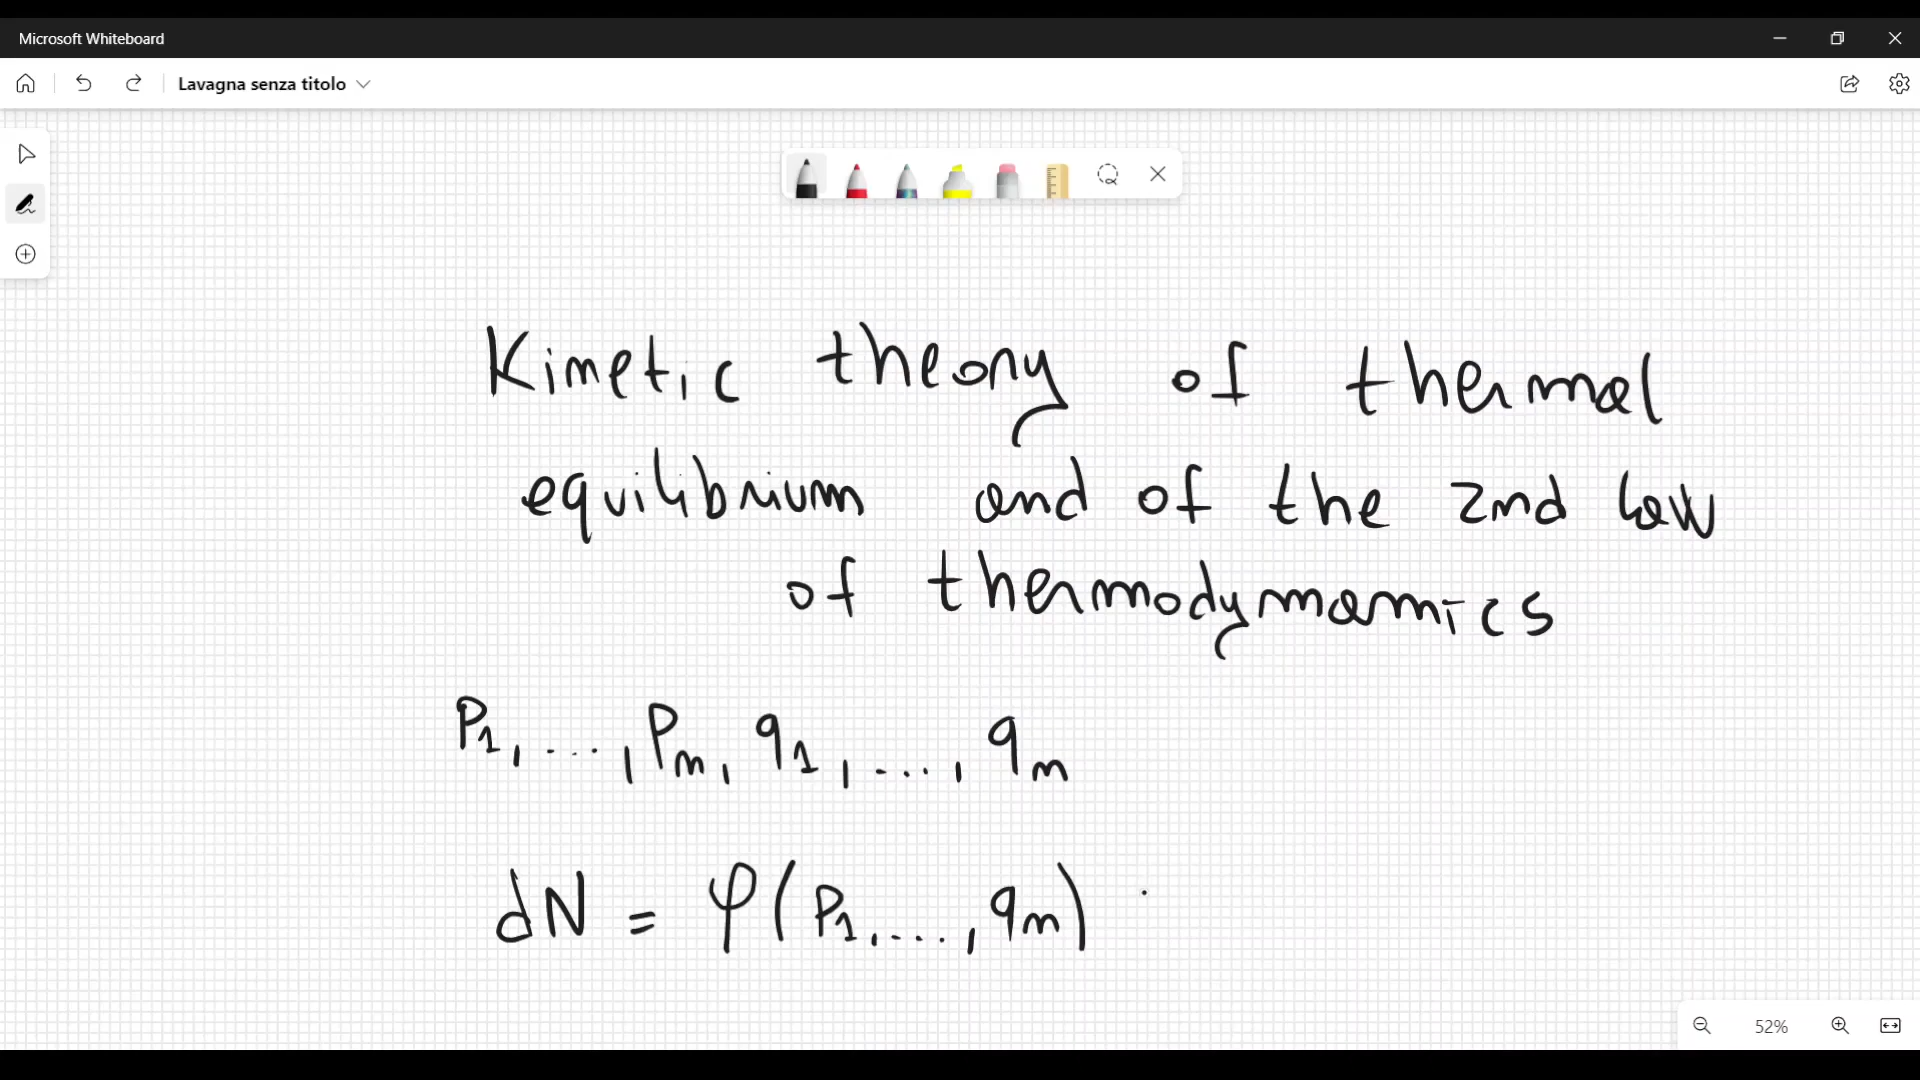 Microsoft Whiteboard
Lavagna senza titolo
Kinetic theory of thermal
equilibrium and of the 2nd law
of thermodynamics
P₁, ..., Pₙ, q₁, ..., qₙ
dN = φ(P₁, ..., qₙ)
52%